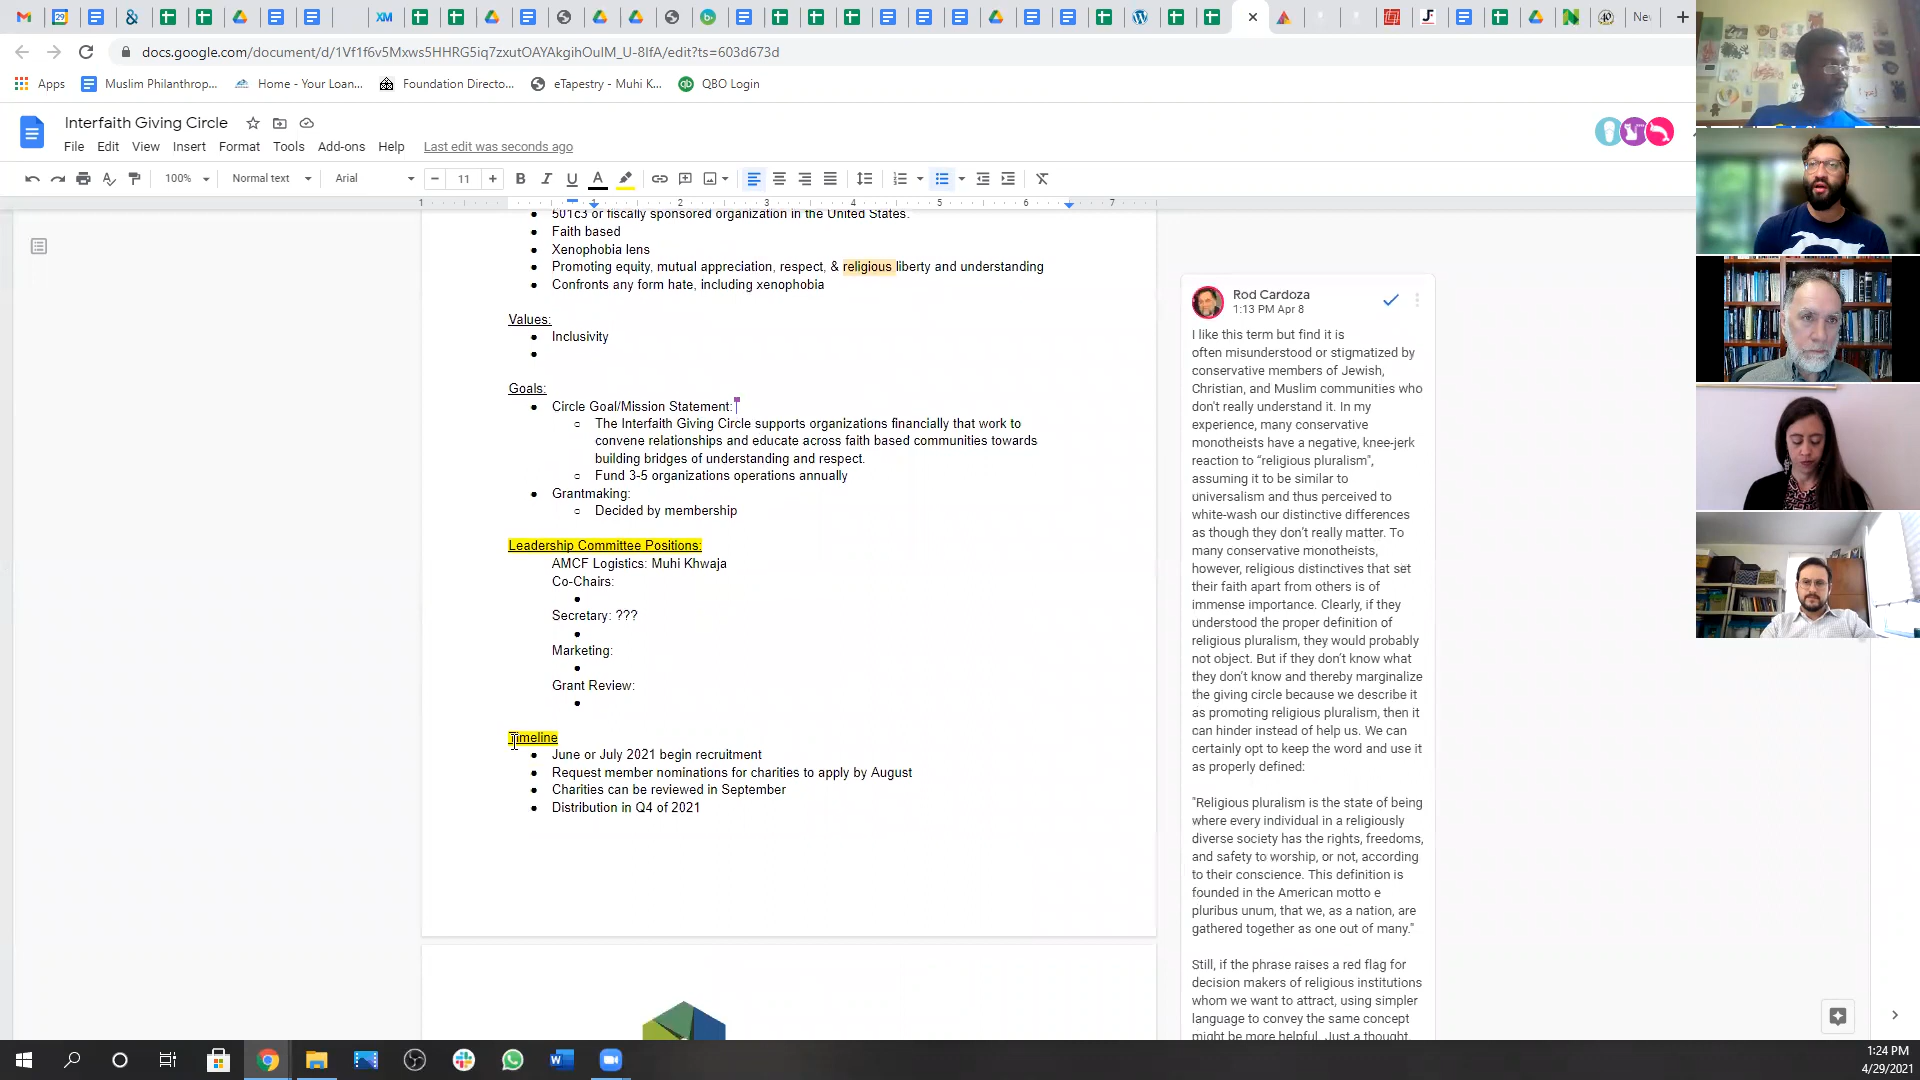 29
XM
Nev
docs.google.com/document/d/1Vf1f6v5Mxws5HHRG5iq7zxutOAYAkgihOulM_U-8lfA/edit?ts=603d673d
Apps
Muslim Philanthrop...
Home - Your Loan...
Foundation Directo...
eTapestry - Muhi K...
QBO Login
Interfaith Giving Circle
File Edit View Insert Format Tools Add-ons Help Last edit was seconds ago
100% Normal text Arial 11
1 1 2 3 4 5 6 7
501c3 or fiscally sponsored organization in the United States.
Faith based
Xenophobia lens
Promoting equity, mutual appreciation, respect, & religious liberty and understanding
Confronts any form hate, including xenophobia
Values:
Inclusivity
Goals:
Circle Goal/Mission Statement:
The Interfaith Giving Circle supports organizations financially that work to
convene relationships and educate across faith based communities towards
building bridges of understanding and respect.
Fund 3-5 organizations operations annually
Grantmaking:
Decided by membership
Leadership Committee Positions:
AMCF Logistics: Muhi Khwaja
Co-Chairs:
Secretary: ???
Marketing:
Grant Review:
Timeline
June or July 2021 begin recruitment
Request member nominations for charities to apply by August
Charities can be reviewed in September
Distribution in Q4 of 2021
Rod Cardoza
1:13 PM Apr 8
I like this term but find it is
often misunderstood or stigmatized by
conservative members of Jewish,
Christian, and Muslim communities who
don't really understand it. In my
experience, many conservative
monotheists have a negative, knee-jerk
reaction to "religious pluralism",
assuming it to be similar to
universalism and thus perceived to
white-wash our distinctive differences
as though they don't really matter. To
many conservative monotheists,
however, religious distinctives that set
their faith apart from others is of
immense importance. Clearly, if they
understood the proper definition of
religious pluralism, they would probably
not object. But if they don't know what
they don't know and thereby marginalize
the giving circle because we describe it
as promoting religious pluralism, then it
can hinder instead of help us. We can
certainly opt to keep the word and use it
as properly defined:
"Religious pluralism is the state of being
where every individual in a religiously
diverse society has the rights, freedoms,
and safety to worship, or not, according
to their conscience. This definition is
founded in the American motto e
pluribus unum, that we, as a nation, are
gathered together as one out of many."
Still, if the phrase raises a red flag for
decision makers of religious institutions
whom we want to attract, using simpler
language to convey the same concept
might be more helpful. Just a thought
1:24 PM
4/29/2021